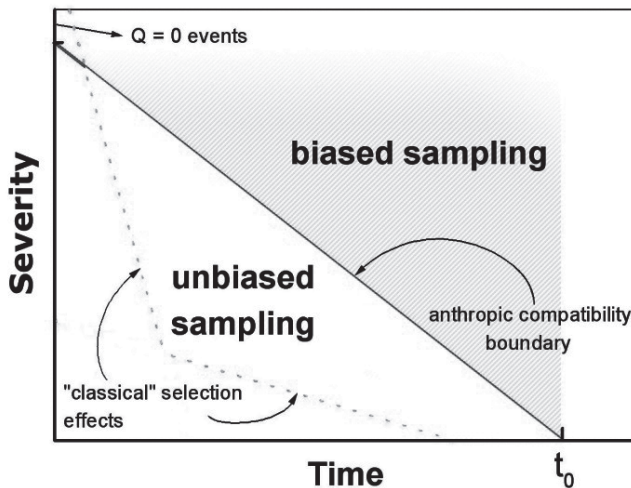 Q = 0 events
biased sampling
Severity
unbiased
sampling
anthropic compatibility
boundary
"classical" selection
effects
Time
t₀